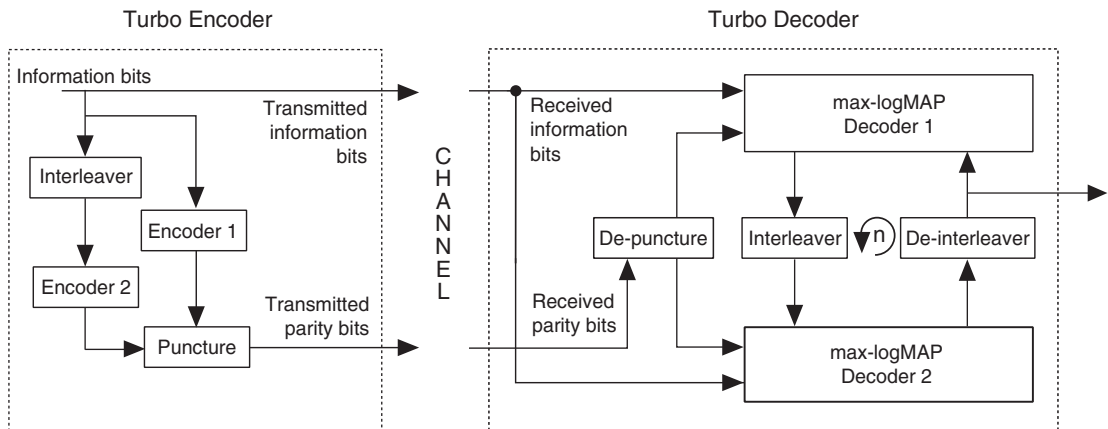 Turbo Encoder
Information bits
Transmitted
information
bits
Interleaver
Encoder 1
Encoder 2
Transmitted
parity bits
Puncture
CHANNEL
Turbo Decoder
Received
information
bits
max-logMAP
Decoder 1
De-puncture
Interleaver
n
De-interleaver
Received
parity bits
max-logMAP
Decoder 2